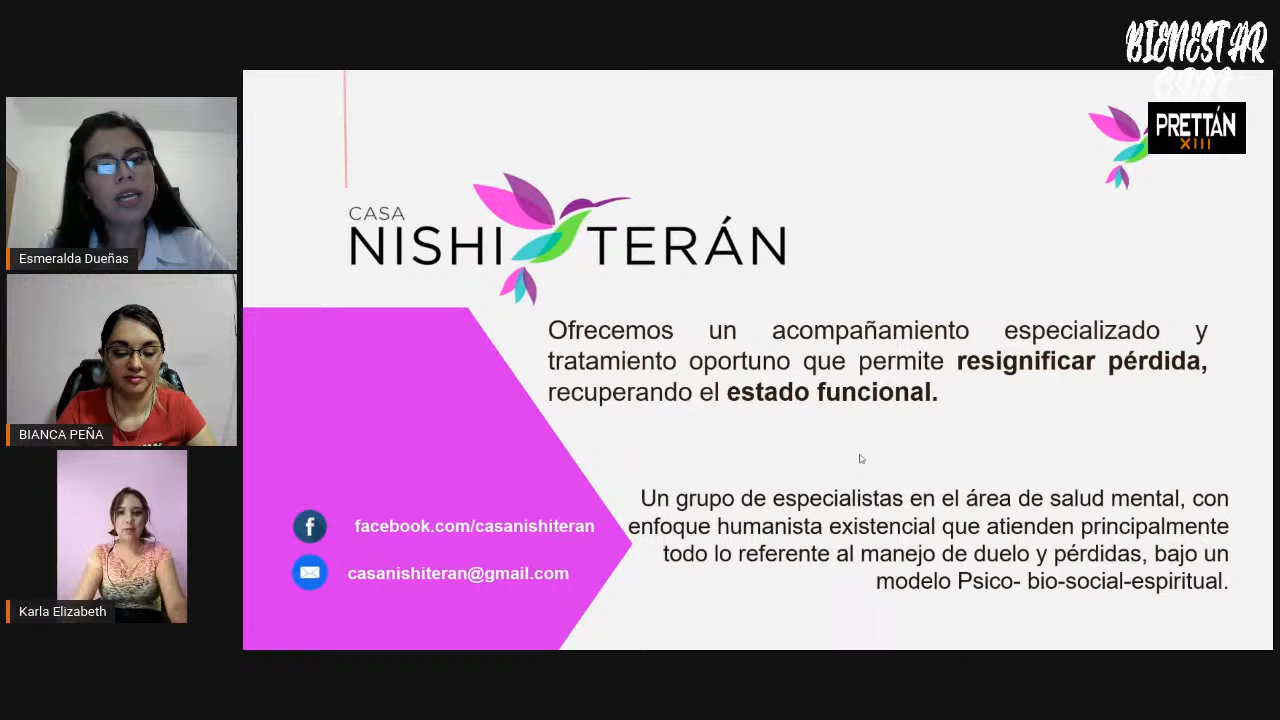 BIENESTAR
PRETTÁN
XIII
CASA
NISHI TERÁN
Ofrecemos un acompañamiento especializado y
tratamiento oportuno que permite resignificar pérdida,
recuperando el estado funcional.
Un grupo de especialistas en el área de salud mental, con
enfoque humanista existencial que atienden principalmente
todo lo referente al manejo de duelo y pérdidas, bajo un
modelo Psico- bio-social-espiritual.
facebook.com/casanishiteran
casanishiteran@gmail.com
Esmeralda Dueñas
BIANCA PEÑA
Karla Elizabeth